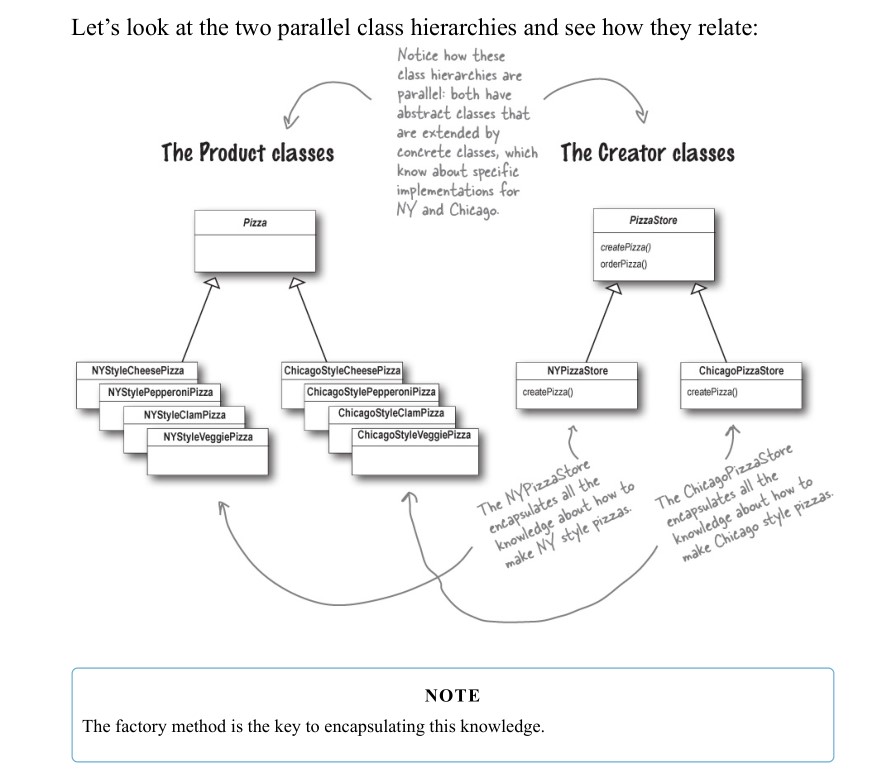 Let’s look at the two parallel class hierarchies and see how they relate:
Notice how these
class hierarchies are
parallel: both have
abstract classes that
are extended by
concrete classes, which
know about specific
implementations for
NY and Chicago.
The Product classes
The Creator classes
Pizza
PizzaStore
createPizza()
orderPizza()
NYStyleCheesePizza
NYStylePepperoniPizza
NYStyleClamPizza
NYStyleVeggiePizza
ChicagoStyleCheesePizza
ChicagoStylePepperoniPizza
ChicagoStyleClamPizza
ChicagoStyleVeggiePizza
NYPizzaStore
createPizza()
ChicagoPizzaStore
createPizza()
The NYPizzaStore
encapsulates all the
knowledge about how to
make NY style pizzas.
The ChicagoPizzaStore
encapsulates all the
knowledge about how to
make Chicago style pizzas.
NOTE
The factory method is the key to encapsulating this knowledge.